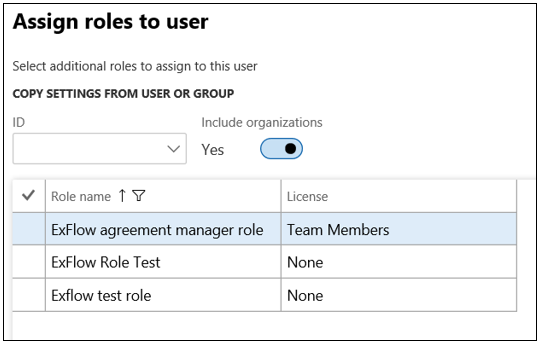 Assign roles to user
Select additional roles to assign to this user
COPY SETTINGS FROM USER OR GROUP
ID Include organizations
Yes
Role name License
ExFlow agreement manager role Team Members
ExFlow Role Test None
Exflow test role None